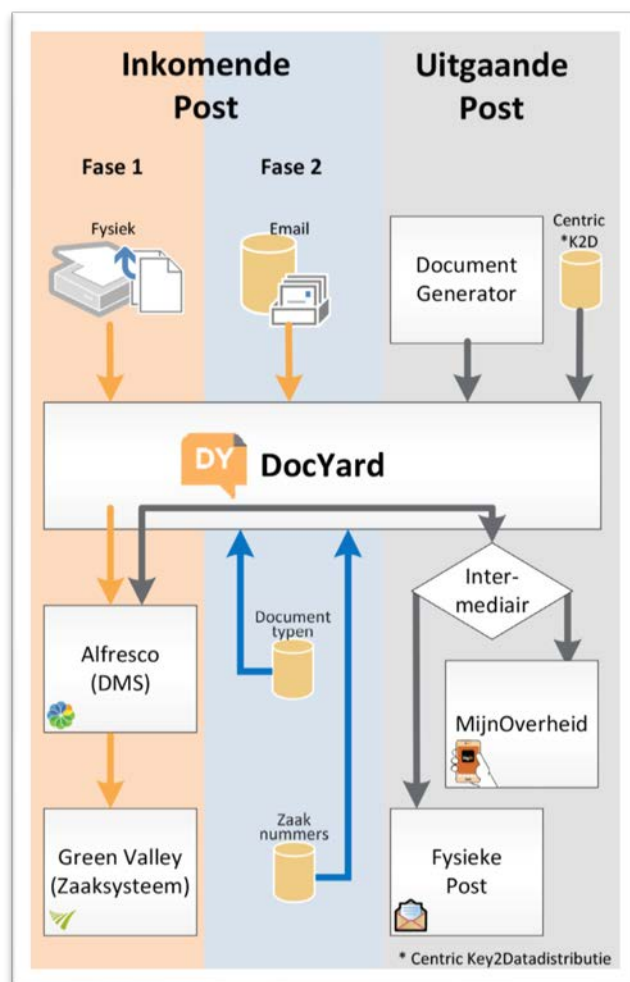 Inkomende
Post
Uitgaande
Post
Fase 1
Fase 2
Fysiek
Email
Document
Generator
Centric
*K2D
DY
DocYard
Inter-
mediair
Document
typen
Alfresco
(DMS)
MijnOverheid
Zaak
nummers
Green Valley
(Zaaksysteem)
Fysieke
Post
* Centric Key2Datadistributie